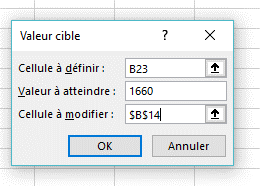 Valeur cible ? ×
Cellule à définir : B23
Valeur à atteindre : 1660
Cellule à modifier : $B$14
OK Annuler